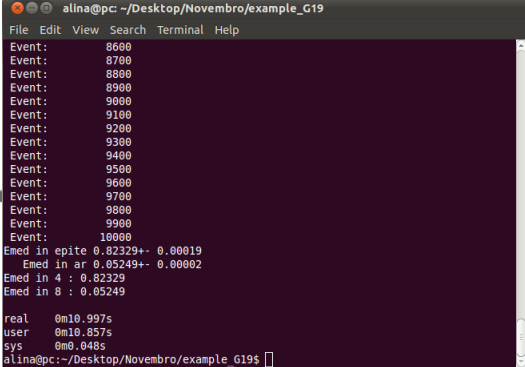 alina@pc: ~/Desktop/Novembro/example_G19
File Edit View Search Terminal Help
Event: 8600
Event: 8700
Event: 8800
Event: 8900
Event: 9000
Event: 9100
Event: 9200
Event: 9300
Event: 9400
Event: 9500
Event: 9600
Event: 9700
Event: 9800
Event: 9900
Event: 10000
Emed in epite 0.82329+- 0.00019
Emed in ar 0.05249+- 0.00002
Emed in 4 : 0.82329
Emed in 8 : 0.05249
real 0m10.997s
user 0m10.857s
sys 0m0.048s
alina@pc:~/Desktop/Novembro/example_G19$